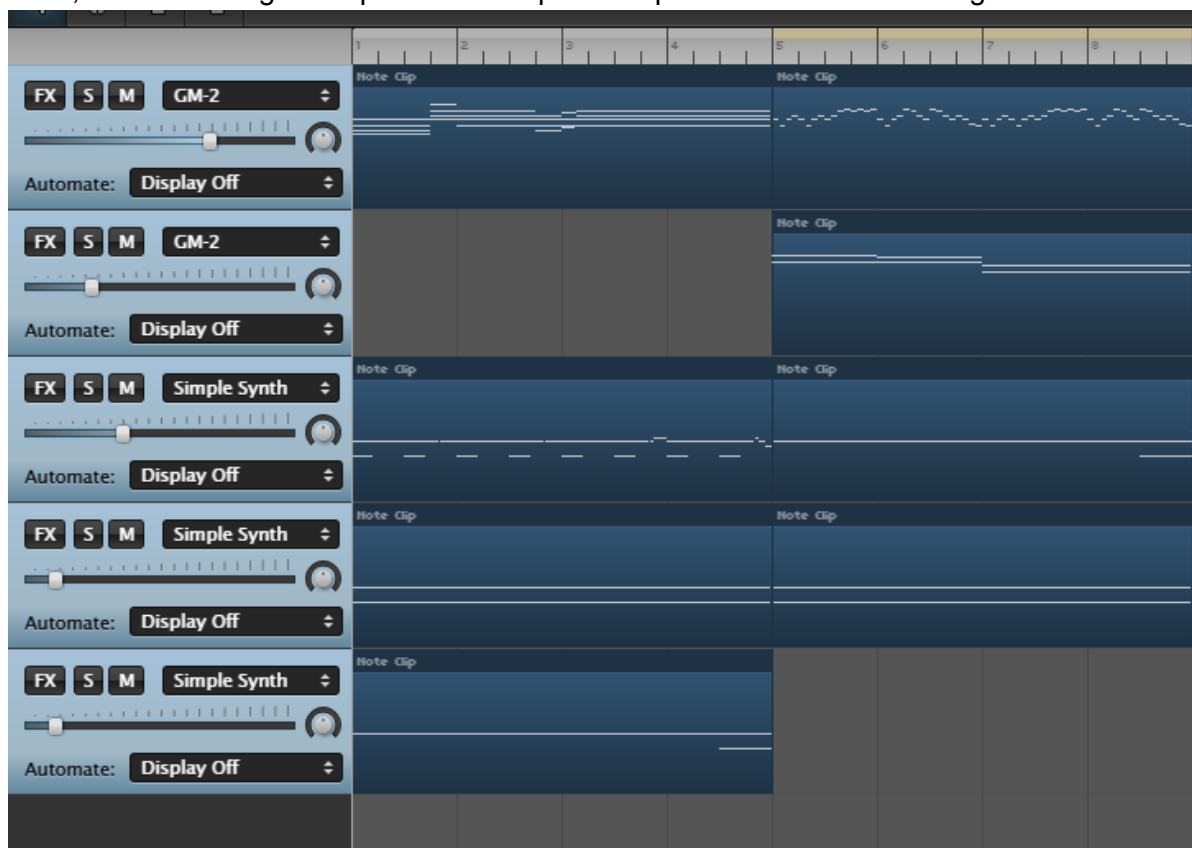 1 2 3 4 5 6 7 8
Note Clip Note Clip
FX S M GM-2
Automate: Display Off
Note Clip
FX S M GM-2
Automate: Display Off
Note Clip Note Clip
FX S M Simple Synth
Automate: Display Off
Note Clip Note Clip
FX S M Simple Synth
Automate: Display Off
Note Clip
FX S M Simple Synth
Automate: Display Off